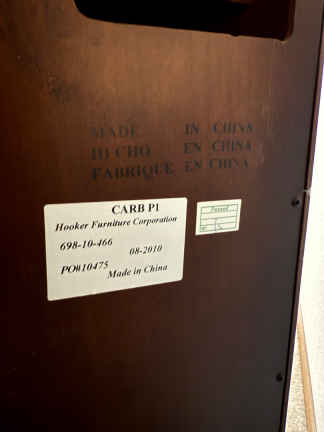 MADE IN CHINA
HECHO EN CHINA
FABRIQUE EN CHINA
CARB P1
Hooker Furniture Corporation
698-10-466
08-2010
PO#10475
Made in China
Passed